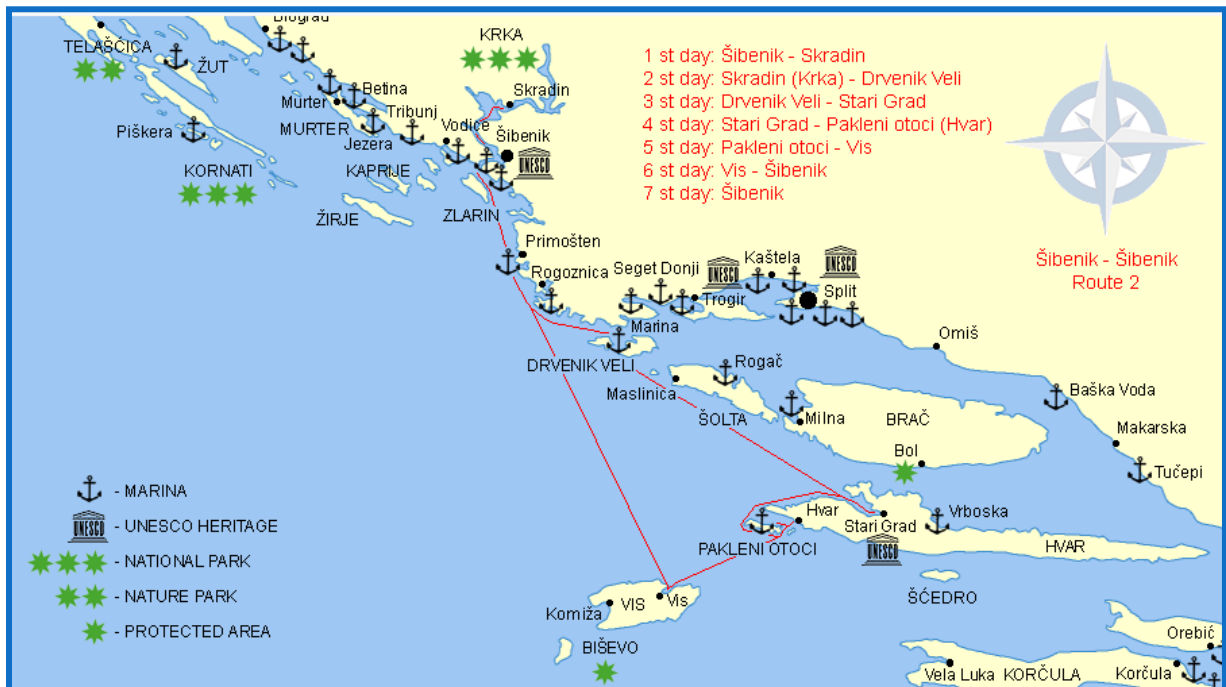 Biograd
TELAŠĆICA
ŽUT
KRKA
1 st day: Šibenik - Skradin
2 st day: Skradin (Krka) - Drvenik Veli
3 st day: Drvenik Veli - Stari Grad
4 st day: Stari Grad - Pakleni otoci (Hvar)
5 st day: Pakleni otoci - Vis
6 st day: Vis - Šibenik
7 st day: Šibenik
Šibenik - Šibenik
Route 2
Betina
Murter
Skradin
Tribunj
MURTER
Vodice
Šibenik
UNESCO
Piškera
Jezera
KORNATI
KAPRIJE
ŽIRJE
ZLARIN
Primošten
Rogoznica
Seget Donji
UNESCO
Kaštela
UNESCO
Trogir
Split
Marina
Omiš
DRVENIK VELI
Rogač
Maslinica
ŠOLTA
Milna
BRAČ
Baška Voda
Makarska
Bol
Tučepi
Hvar
Stari Grad
Vrboska
PAKLENI OTOCI
UNESCO
HVAR
ŠĆEDRO
Komiža
VIS
Vis
BIŠEVO
Orebić
Vela Luka
KORČULA
Korčula
- MARINA
UNESCO
- UNESCO HERITAGE
- NATIONAL PARK
- NATURE PARK
- PROTECTED AREA